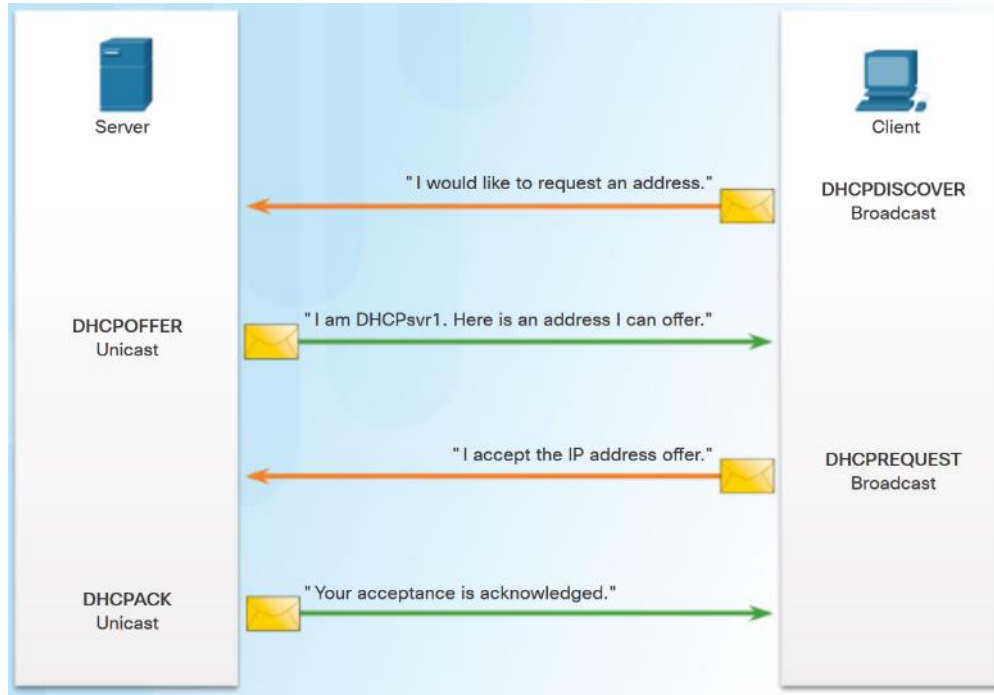 Server
Client
" I would like to request an address."
DHCPDISCOVER
Broadcast
DHCPOFFER
Unicast
" I am DHCPsvr1. Here is an address I can offer."
" I accept the IP address offer."
DHCPREQUEST
Broadcast
DHCPACK
Unicast
" Your acceptance is acknowledged."